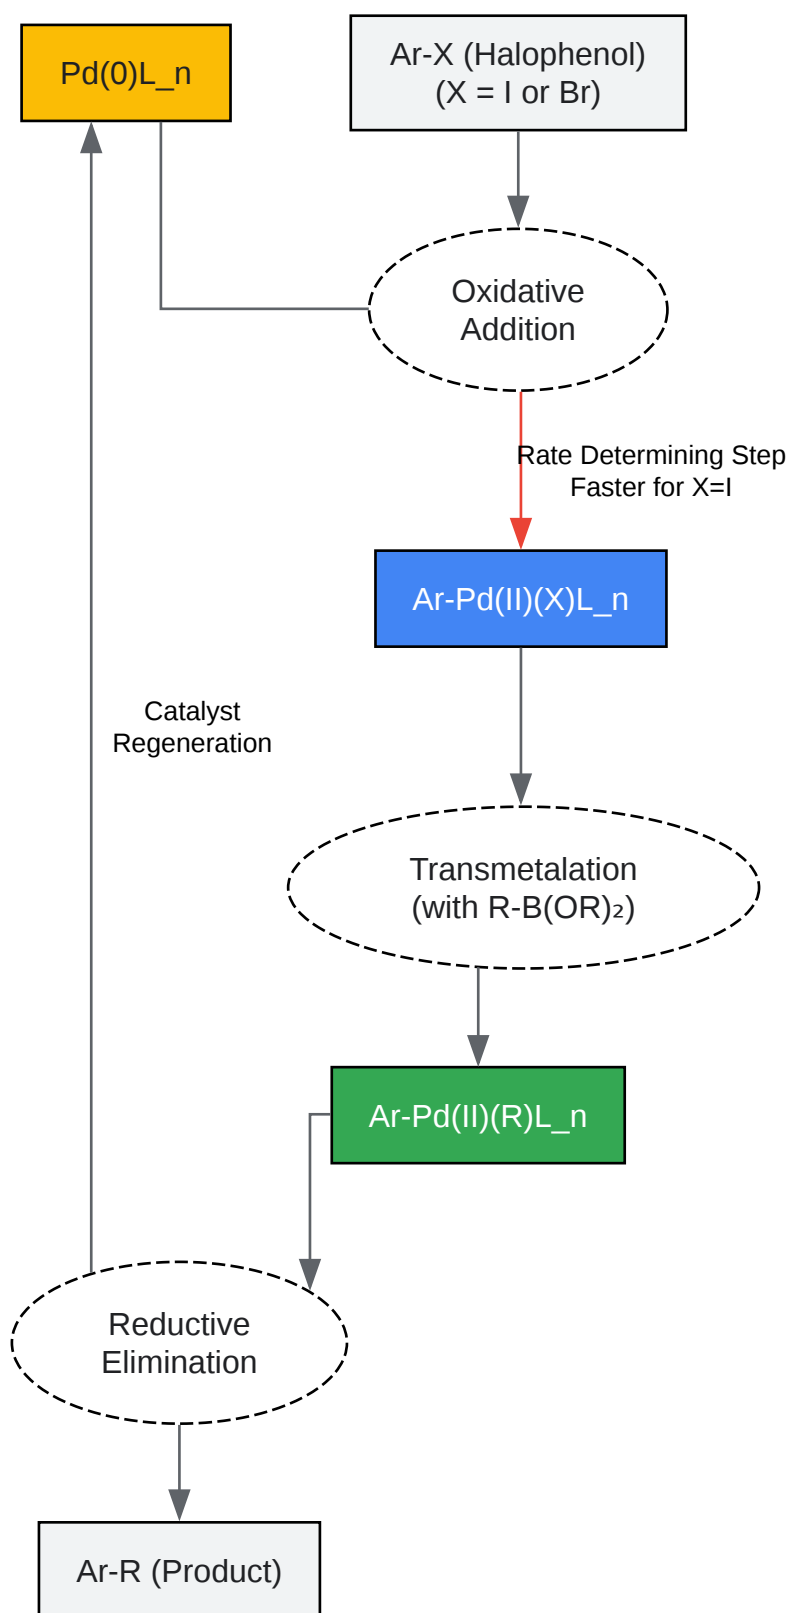 Pd(0)L_n
Ar-X (Halophenol)
(X = I or Br)
Oxidative
Addition
Rate Determining Step
Faster for X=I
Ar-Pd(II)(X)L_n
Catalyst
Regeneration
Transmetalation
(with R-B(OR)₂)
Ar-Pd(II)(R)L_n
Reductive
Elimination
Ar-R (Product)